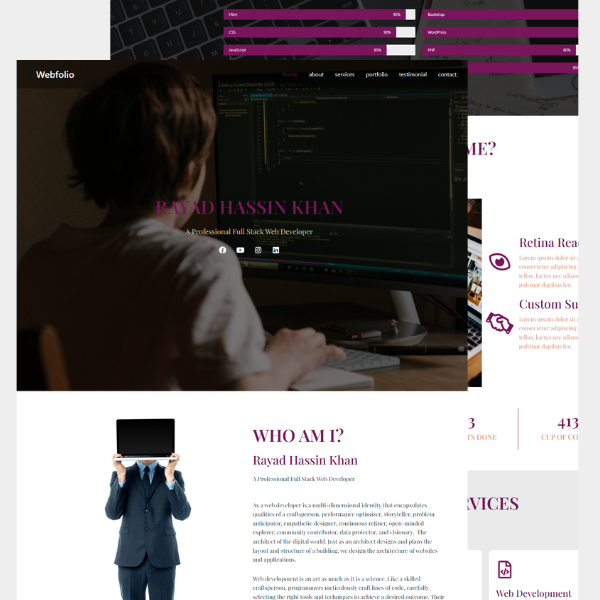 Html
95%
Bootstrap
CSS
90%
WordPress
JavaScript
85%
PHP
80%
Webfolio
Home
about
services
portfolio
testimonial
contact
ME?
RAYAD HASSIN KHAN
A Professional Full Stack Web Developer
Retina Rea
Lorem ipsum dolor sit
consectetur adipiscing
tellus, luctus nec ullam
pulvinar dapibus leo.
Custom Su
Lorem ipsum dolor sit
consectetur adipiscing
tellus, luctus nec ullam
pulvinar dapibus leo.
3
413
TS DONE
CUP OF CO
WHO AM I?
Rayad Hassin Khan
A Professional Full Stack Web Developer
As a web developer is a multi-dimensional identity that encapsulates
qualities of a craftsperson, performance optimizer, storyteller, problem
anticipator, empathetic designer, continuous refiner, open-minded
explorer, community contributor, data protector, and visionary. The
architect of the digital world. Just as an architect designs and plans the
layout and structure of a building, we design the architecture of websites
and applications.
Web development is an art as much as it is a science. Like a skilled
craftsperson, programmers meticulously craft lines of code, carefully
selecting the right tools and techniques to achieve a desired outcome. Their
RVICES
Web Development